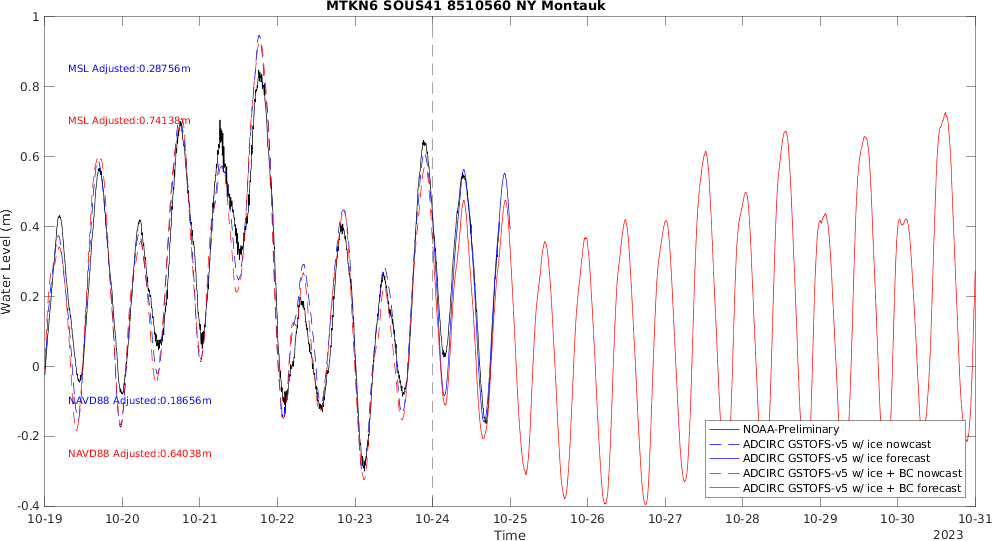 MTKN6 SOUS41 8510560 NY Montauk
1
0.8
0.6
0.4
0.2
0
-0.2
-0.4
Water Level (m)
MSL Adjusted:0.28756m
MSL Adjusted:0.74138m
NAVD88 Adjusted:0.18656m
NAVD88 Adjusted:0.64038m
NOAA-Preliminary
ADCIRC GSTOFS-v5 w/ ice nowcast
ADCIRC GSTOFS-v5 w/ ice forecast
ADCIRC GSTOFS-v5 w/ ice + BC nowcast
ADCIRC GSTOFS-v5 w/ ice + BC forecast
10-19 10-20 10-21 10-22 10-23 10-24 10-25 10-26 10-27 10-28 10-29 10-30 10-31
Time
2023